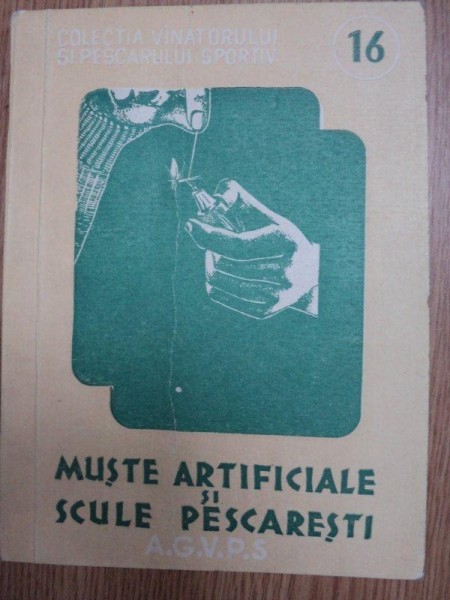 COLECȚIA VÎNATORULUI
ȘI PESCARULUI SPORTIV
16
MUȘTE ARTIFICIALE
ȘI
SCULE PESCAREȘTI
A.G.V.P.S